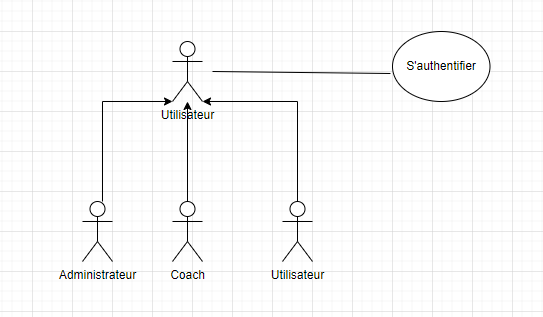 S'authentifier
Utilisateur
Administrateur
Coach
Utilisateur